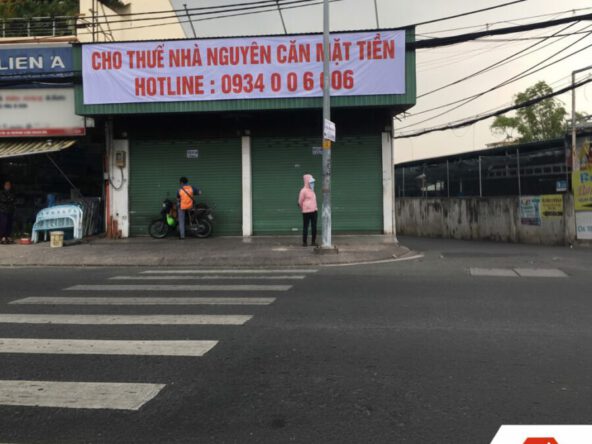 CHO THUÊ NHÀ NGUYÊN CĂN MẶT TIỀN
HOTLINE : 0934 0 0 6 606
LIEN A